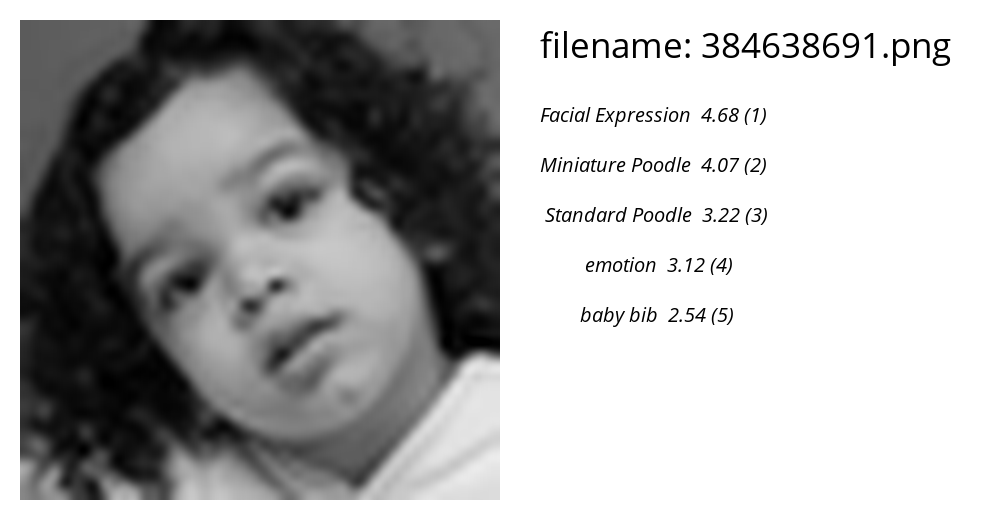 filename: 384638691.png
Facial Expression 4.68 (1)
Miniature Poodle 4.07 (2)
Standard Poodle 3.22 (3)
emotion 3.12 (4)
baby bib 2.54 (5)